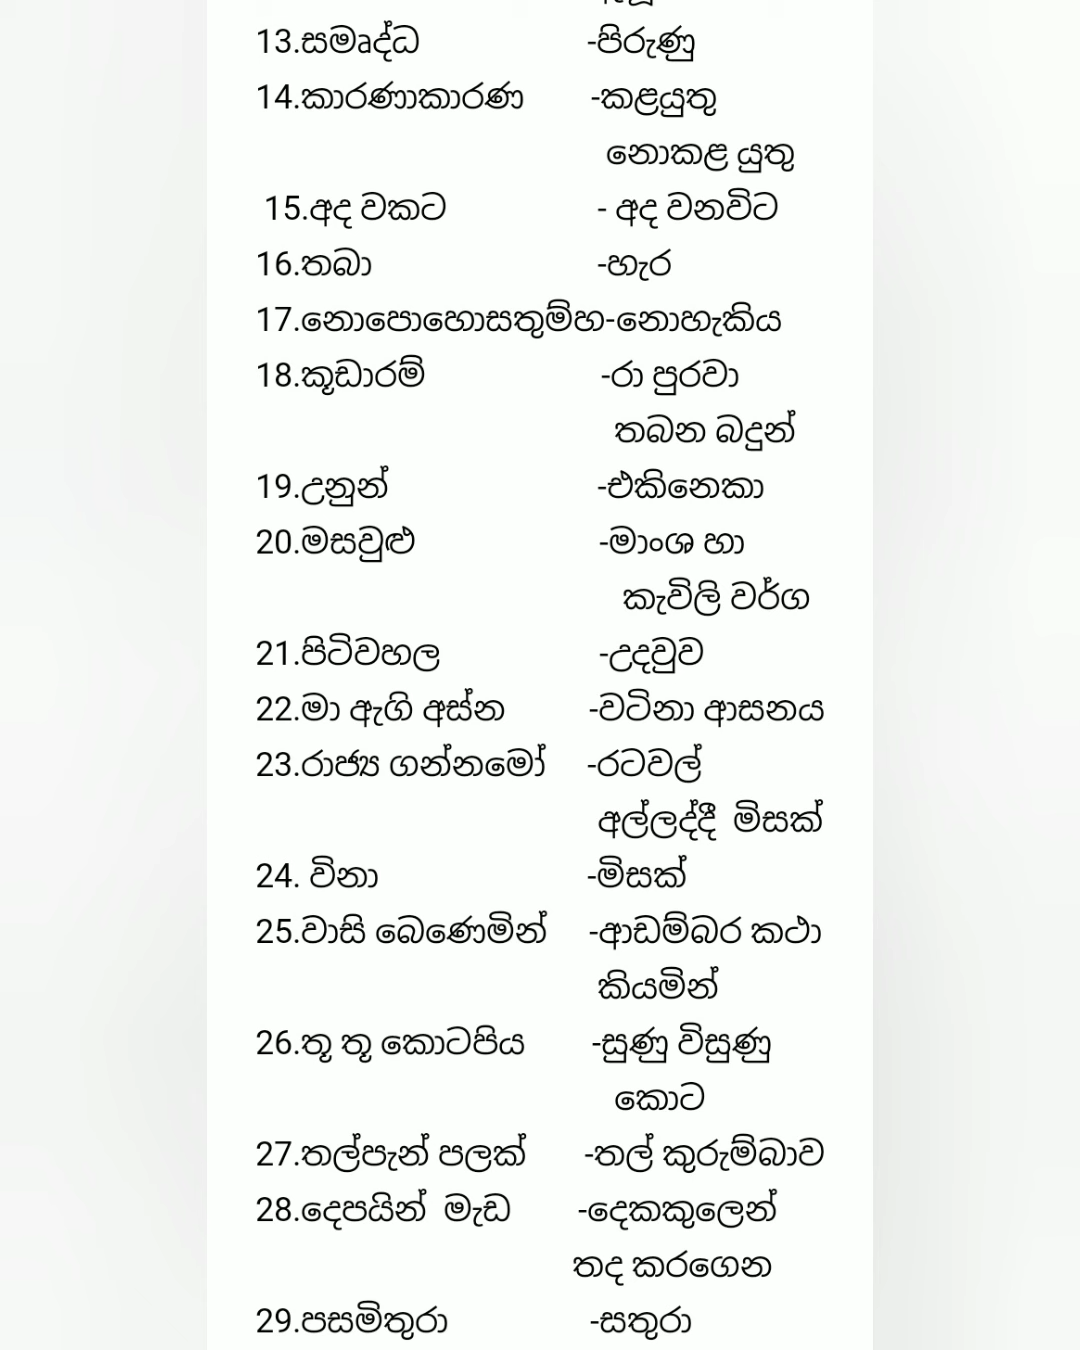 13.සමෘද්ධ -පිරුණු
14.කාරණාකාරණ -කළයුතු
නොකළ යුතු
15.අද වකට - අද වනවිට
16.තබා -හැර
17.නොපොහොසතුම්හ-නොහැකිය
18.කූඩාරම් -රා පුරවා
තබන බදුන්
19.උනුන් -එකිනෙකා
20.මසවුළු -මාංශ හා
කැවිලි වර්ග
21.පිටිවහල -උදවුව
22.මා ඇගි අස්න -වටිනා ආසනය
23.රාජ්‍ය ගන්නමෝ -රටවල්
අල්ලද්දී මිසක්
24. විනා -මිසක්
25.වාසි බෙණෙමින් -ආඩම්බර කථා
කියමින්
26.තූ තූ කොටපිය -සුණු විසුණු
කොට
27.තල්පැන් පලක් -තල් කුරුම්බාව
28.දෙපයින් මැඩ -දෙකකුලෙන්
තද කරගෙන
29.පසමිතුරා -සතුරා